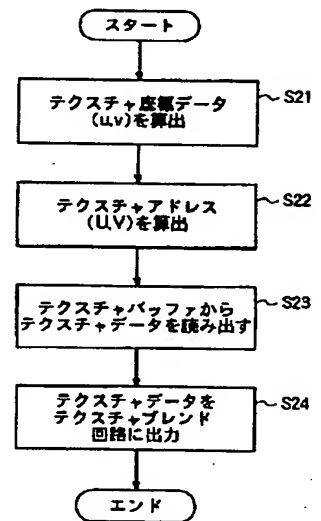 スタート
テクスチャ座標データ
(u,v)を算出
S21
テクスチャアドレス
(U,V)を算出
S22
テクスチャバッファから
テクスチャデータを読み出す
S23
テクスチャデータを
テクスチャブレンド
回路に出力
S24
エンド